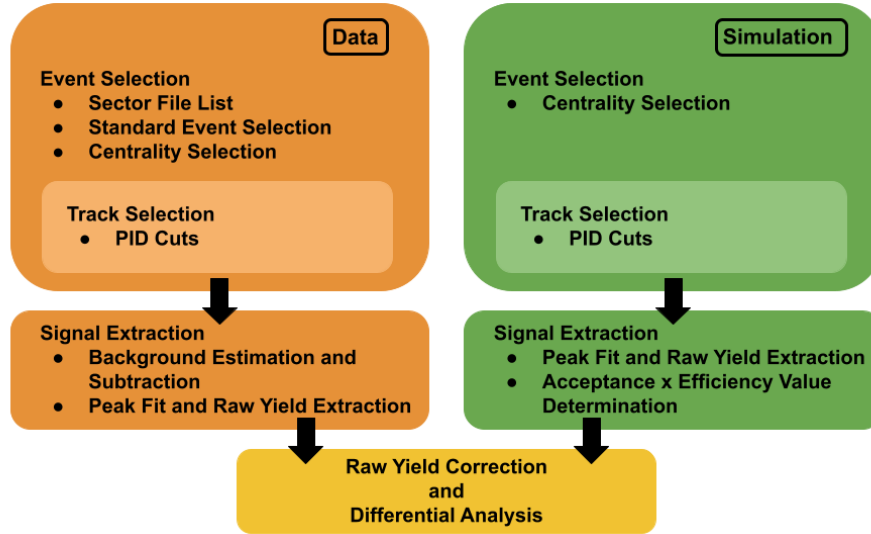 Data
Event Selection
● Sector File List
● Standard Event Selection
● Centrality Selection
Track Selection
● PID Cuts
Signal Extraction
● Background Estimation and
Subtraction
● Peak Fit and Raw Yield Extraction
Simulation
Event Selection
● Centrality Selection
Track Selection
● PID Cuts
Signal Extraction
● Peak Fit and Raw Yield Extraction
● Acceptance x Efficiency Value
Determination
Raw Yield Correction
and
Differential Analysis